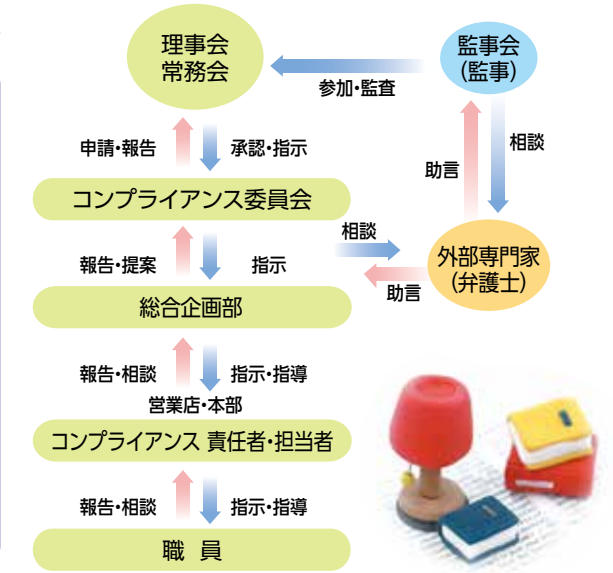 理事会
常務会
監事会
(監事)
参加・監査
申請・報告
承認・指示
相談
助言
コンプライアンス委員会
相談
報告・提案
指示
外部専門家
(弁護士)
助言
総合企画部
報告・相談
指示・指導
営業店・本部
コンプライアンス 責任者・担当者
報告・相談
指示・指導
職 員